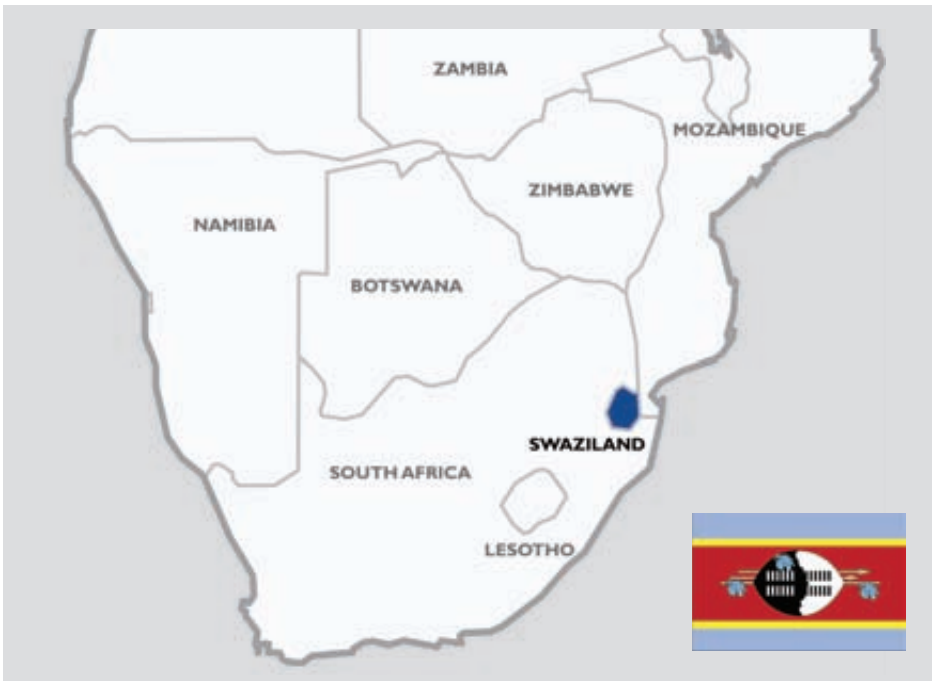 ZAMBIA
MOZAMBIQUE
ZIMBABWE
NAMIBIA
BOTSWANA
SWAZILAND
SOUTH AFRICA
LESOTHO